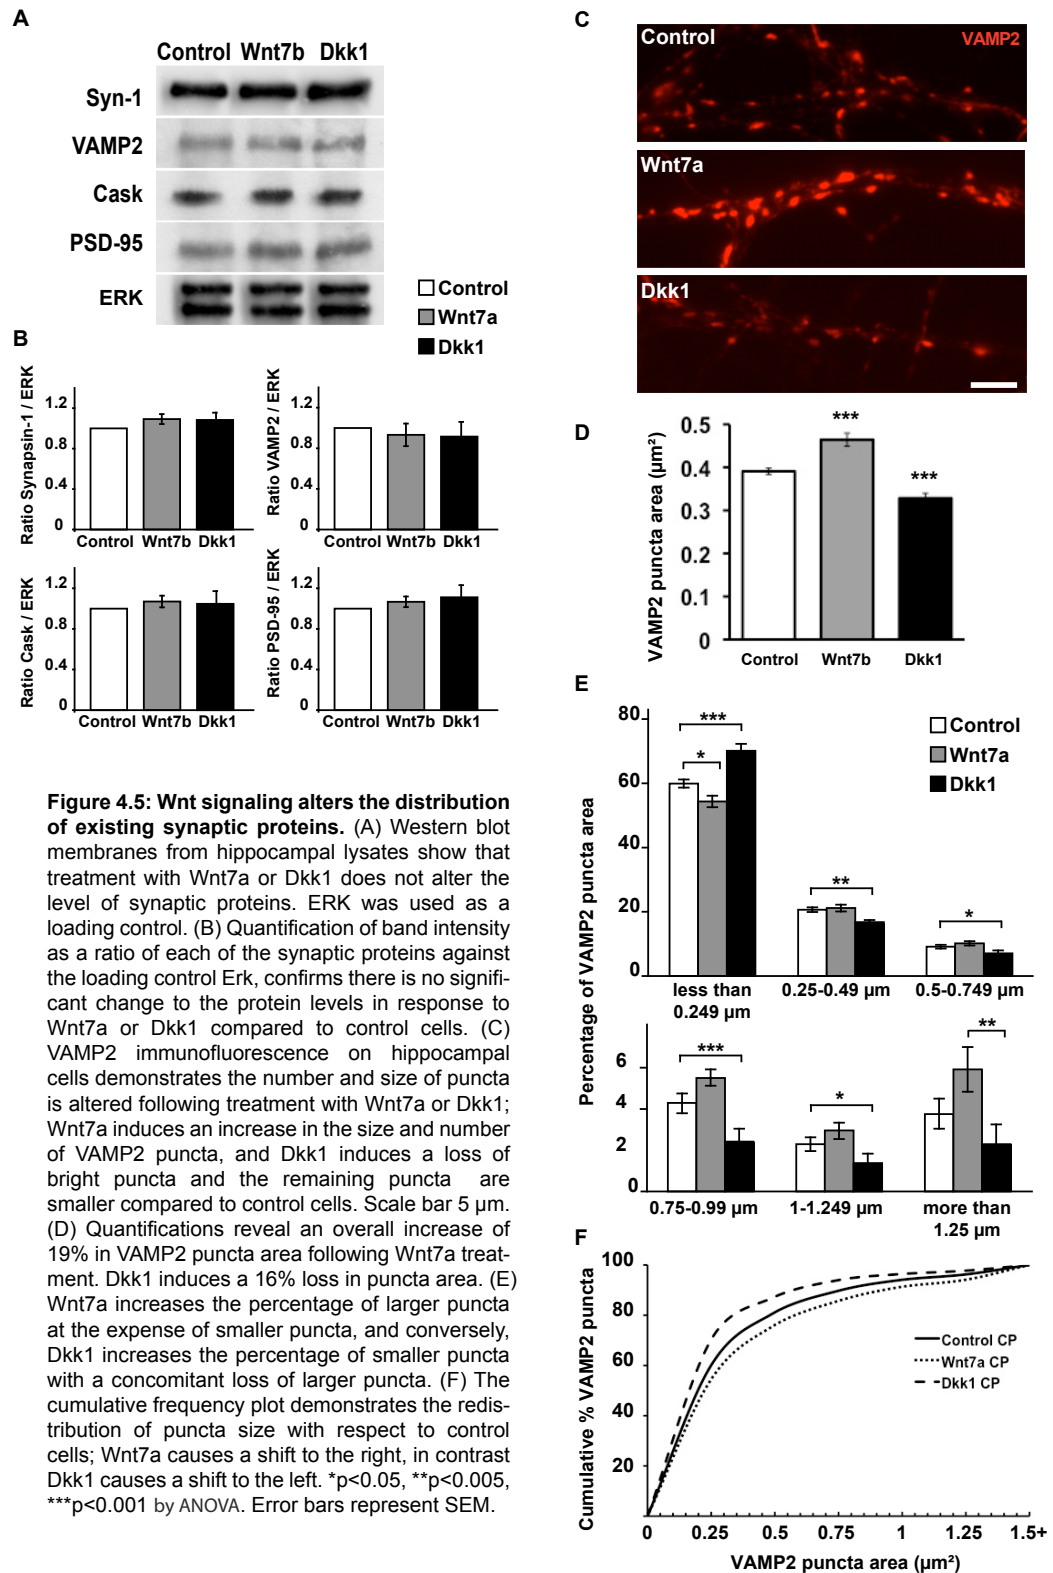 A
Control Wnt7b Dkk1
Syn-1
VAMP2
Cask
PSD-95
ERK
Control
Wnt7a
Dkk1
B
Ratio Synapsin-1 / ERK
1.2
0.8
0.4
0
Control Wnt7b Dkk1
Ratio VAMP2 / ERK
1.2
0.8
0.4
0
Control Wnt7b Dkk1
Ratio Cask / ERK
1.2
0.8
0.4
0
Control Wnt7b Dkk1
Ratio PSD-95 / ERK
1.2
0.8
0.4
0
Control Wnt7b Dkk1
Figure 4.5: Wnt signaling alters the distribution
of existing synaptic proteins. (A) Western blot
membranes from hippocampal lysates show that
treatment with Wnt7a or Dkk1 does not alter the
level of synaptic proteins. ERK was used as a
loading control. (B) Quantification of band intensity
as a ratio of each of the synaptic proteins against
the loading control Erk, confirms there is no signifi-
cant change to the protein levels in response to
Wnt7a or Dkk1 compared to control cells. (C)
VAMP2 immunofluorescence on hippocampal
cells demonstrates the number and size of puncta
is altered following treatment with Wnt7a or Dkk1;
Wnt7a induces an increase in the size and number
of VAMP2 puncta, and Dkk1 induces a loss of
bright puncta and the remaining puncta are
smaller compared to control cells. Scale bar 5 µm.
(D) Quantifications reveal an overall increase of
19% in VAMP2 puncta area following Wnt7a treat-
ment. Dkk1 induces a 16% loss in puncta area. (E)
Wnt7a increases the percentage of larger puncta
at the expense of smaller puncta, and conversely,
Dkk1 increases the percentage of smaller puncta
with a concomitant loss of larger puncta. (F) The
cumulative frequency plot demonstrates the redis-
tribution of puncta size with respect to control
cells; Wnt7a causes a shift to the right, in contrast
Dkk1 causes a shift to the left. *p<0.05, **p<0.005,
***p<0.001 by ANOVA. Error bars represent SEM.
C
Control
VAMP2
Wnt7a
Dkk1
D
VAMP2 puncta area (µm²)
0.5
0.4
0.3
0.2
0.1
0
***
***
Control Wnt7b Dkk1
E
Percentage of VAMP2 puncta area
80
60
40
20
0
***
*
**
*
Control
Wnt7a
Dkk1
less than
0.249 µm
0.25-0.49 µm
0.5-0.749 µm
6
4
2
0
***
*
**
0.75-0.99 µm
1-1.249 µm
more than
1.25 µm
F
Cumulative % VAMP2 puncta
100
80
60
40
20
Control CP
Wnt7a CP
Dkk1 CP
0 0.25 0.5 0.75 1 1.25 1.5+
VAMP2 puncta area (µm²)